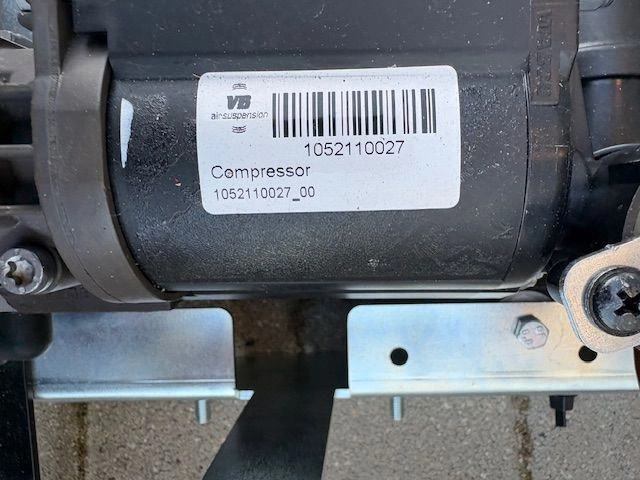 VB
airsuspension
1052110027
Compressor
1052110027_00